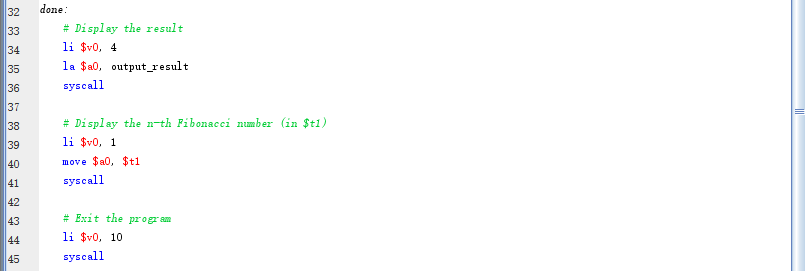 32 done:
33 # Display the result
34 li $v0, 4
35 la $a0, output_result
36 syscall
37
38 # Display the n-th Fibonacci number (in $t1)
39 li $v0, 1
40 move $a0, $t1
41 syscall
42
43 # Exit the program
44 li $v0, 10
45 syscall